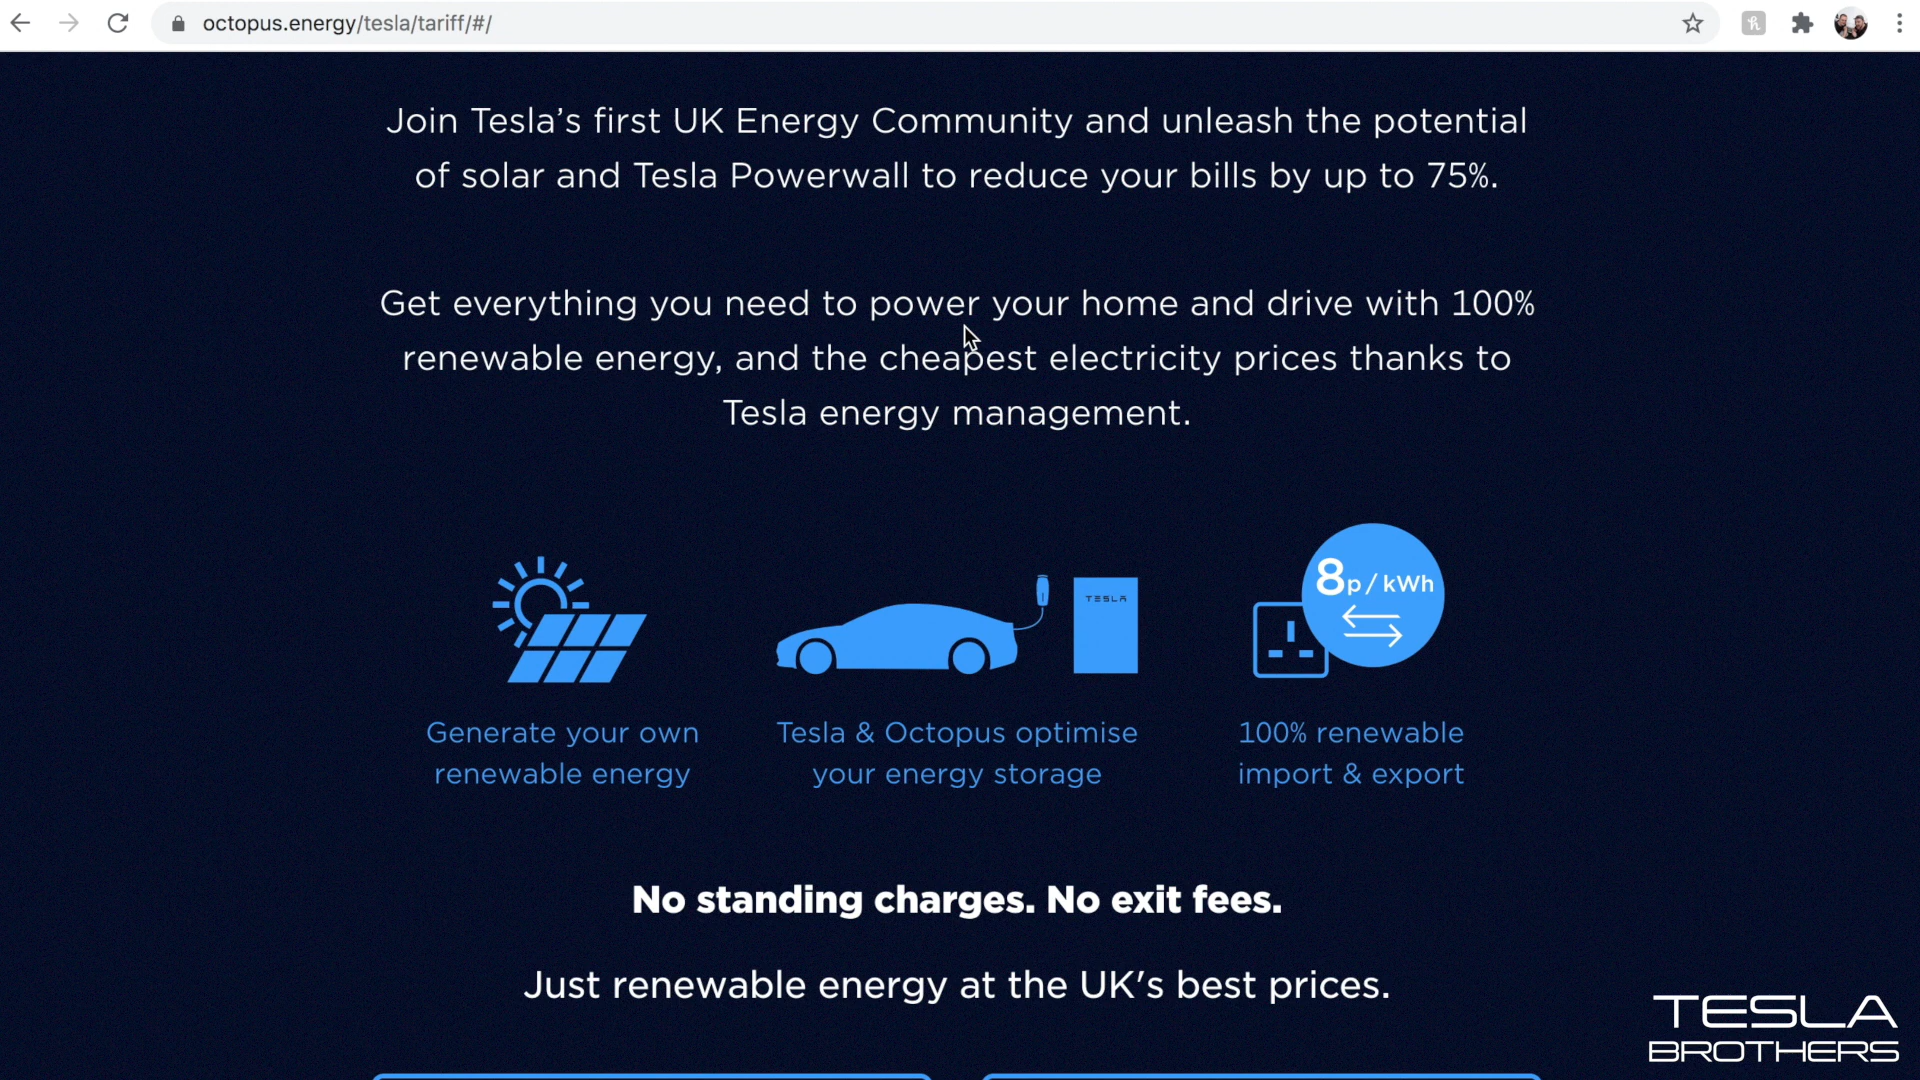 octopus.energy/tesla/tariff/#/
Join Tesla’s first UK Energy Community and unleash the potential
of solar and Tesla Powerwall to reduce your bills by up to 75%.
Get everything you need to power your home and drive with 100%
renewable energy, and the cheapest electricity prices thanks to
Tesla energy management.
8p/kWh
TESLA
Generate your own
renewable energy
Tesla & Octopus optimise
your energy storage
100% renewable
import & export
No standing charges. No exit fees.
Just renewable energy at the UK's best prices.
TESLA
BROTHERS